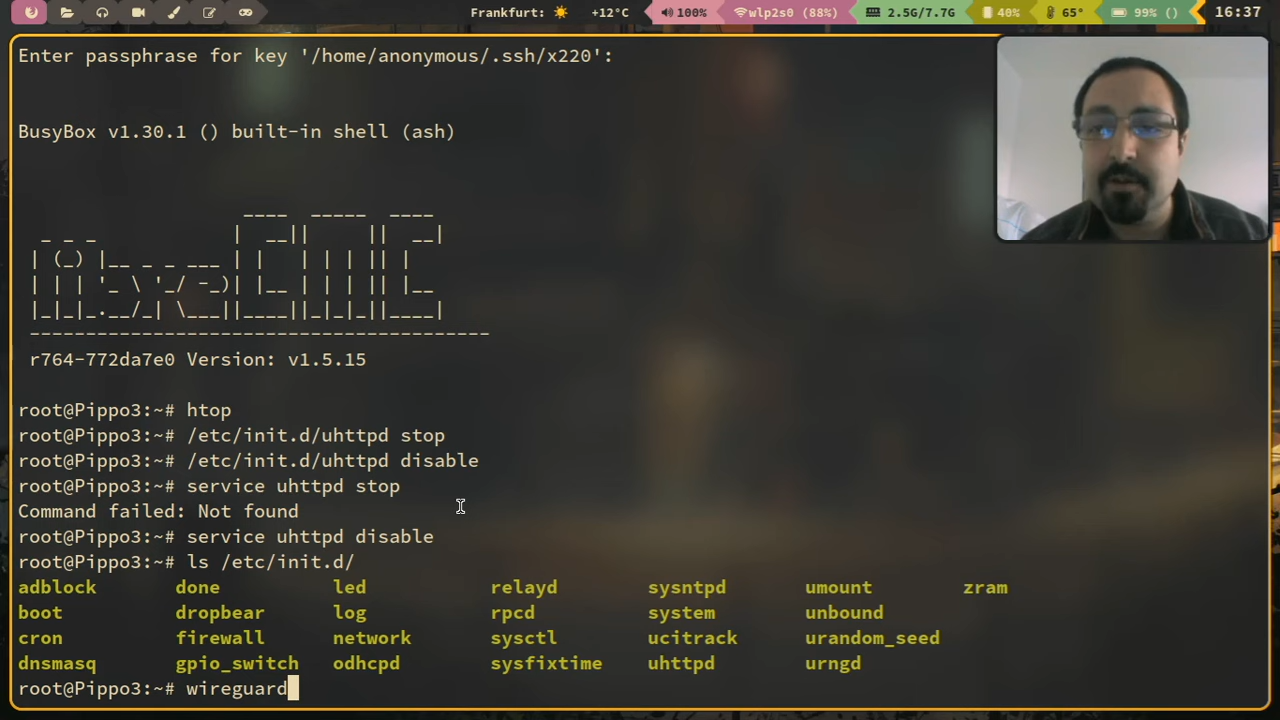 Frankfurt: +12°C 100% wlp2s0 (88%) 2.5G/7.7G 40% 65° 99% () 16:37
Enter passphrase for key '/home/anonymous/.ssh/x220':
BusyBox v1.30.1 () built-in shell (ash)
r764-772da7e0 Version: v1.5.15
root@Pippo3:~# htop
root@Pippo3:~# /etc/init.d/uhttpd stop
root@Pippo3:~# /etc/init.d/uhttpd disable
root@Pippo3:~# service uhttpd stop
Command failed: Not found
root@Pippo3:~# service uhttpd disable
root@Pippo3:~# ls /etc/init.d/
adblock done led relayd sysntpd umount zram
boot dropbear log rpcd system unbound
cron firewall network sysctl ucitrack urandom_seed
dnsmasq gpio_switch odhcpd sysfixtime uhttpd urngd
root@Pippo3:~# wireguard